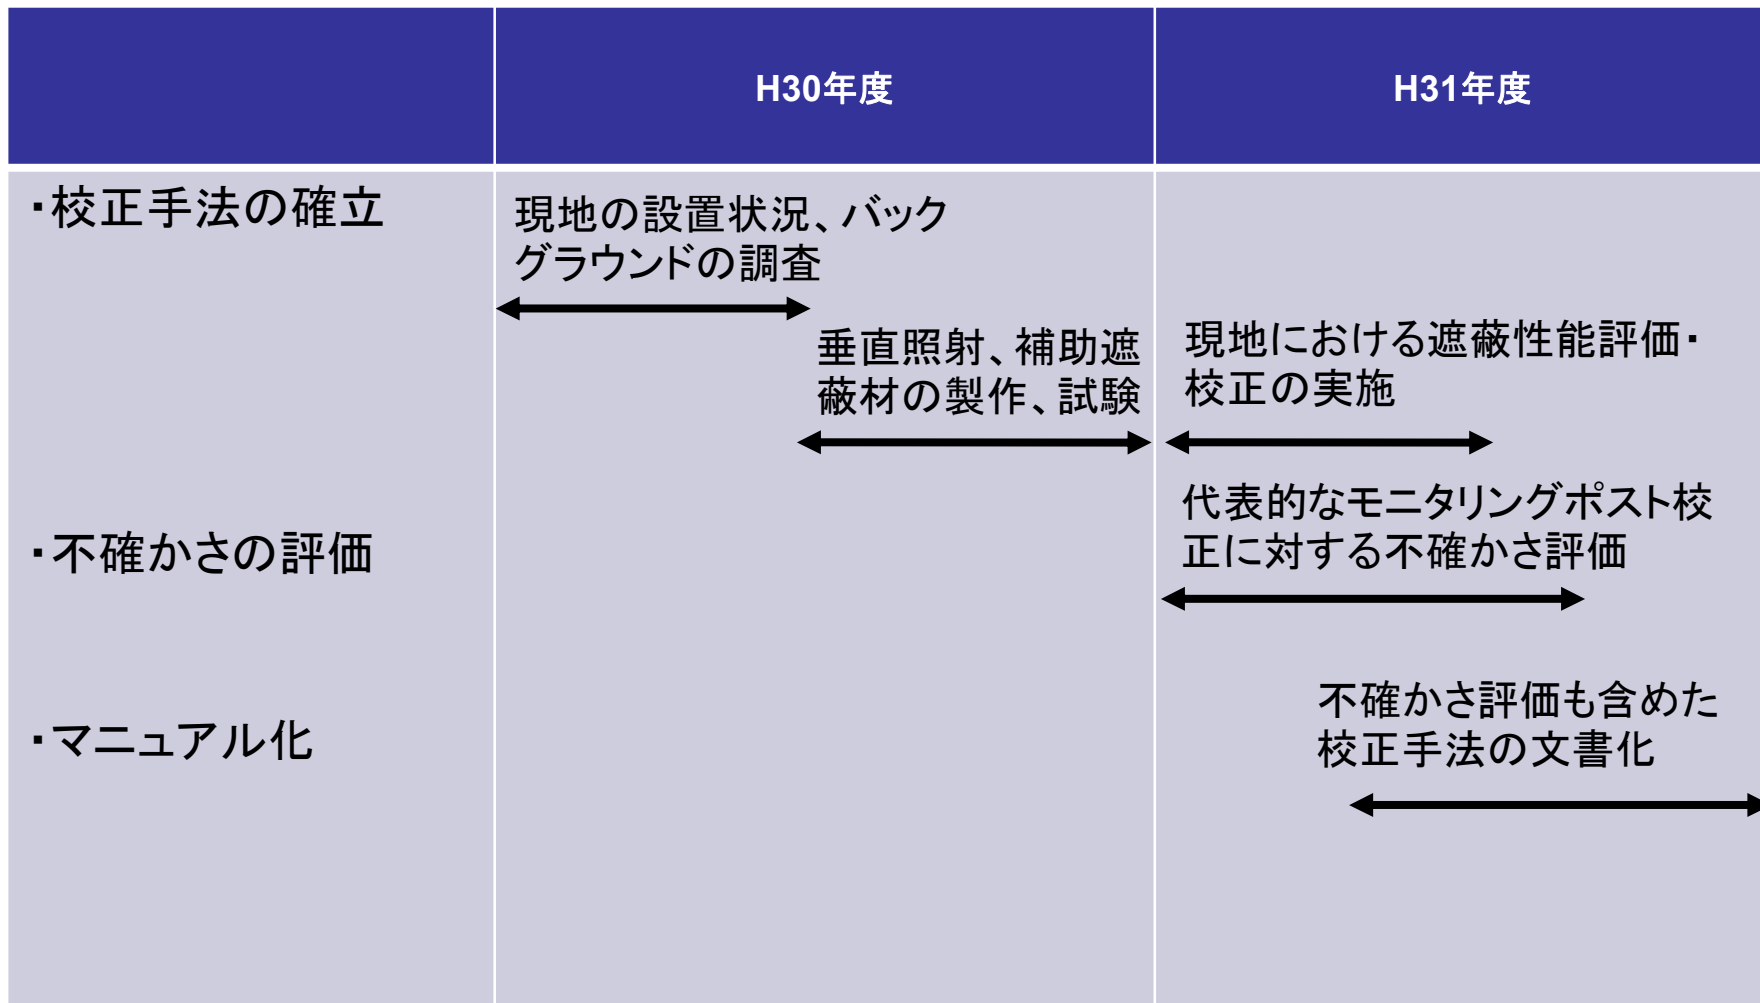 H30年度
H31年度
・校正手法の確立
現地の設置状況、バック
グラウンドの調査
垂直照射、補助遮
蔽材の製作、試験
現地における遮蔽性能評価・
校正の実施
・不確かさの評価
代表的なモニタリングポスト校
正に対する不確かさ評価
・マニュアル化
不確かさ評価も含めた
校正手法の文書化